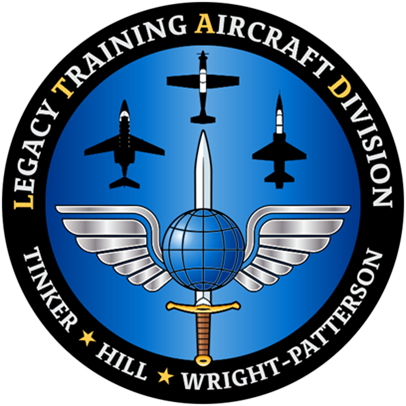 LEGACY TRAINING AIRCRAFT DIVISION
TINKER ★ HILL ★ WRIGHT-PATTERSON